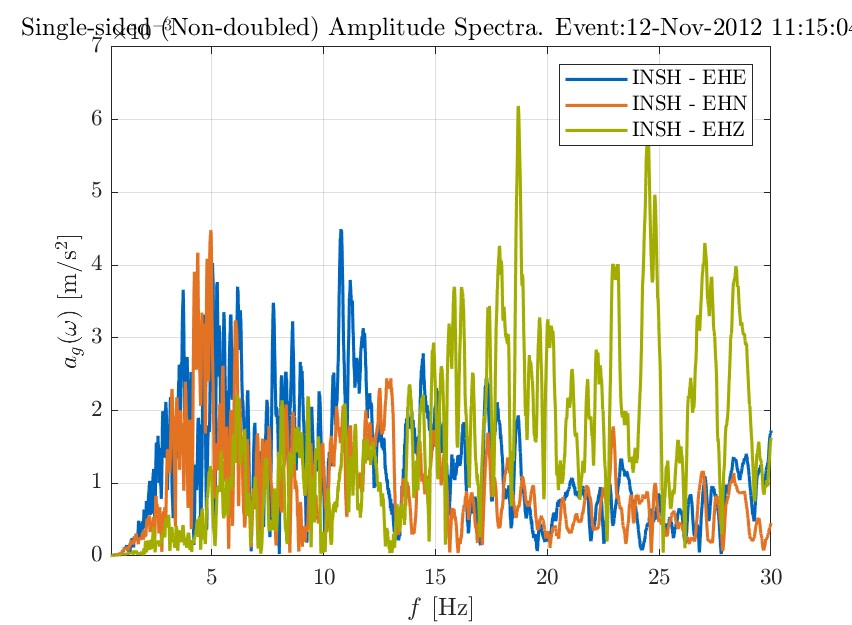 Single-sided (Non-doubled) Amplitude Spectra. Event:12-Nov-2012 11:15:04
×10⁻³
INSH - EHE
INSH - EHN
INSH - EHZ
7
6
5
4
3
2
1
0
a_g(ω) [m/s²]
5 10 15 20 25 30
f [Hz]